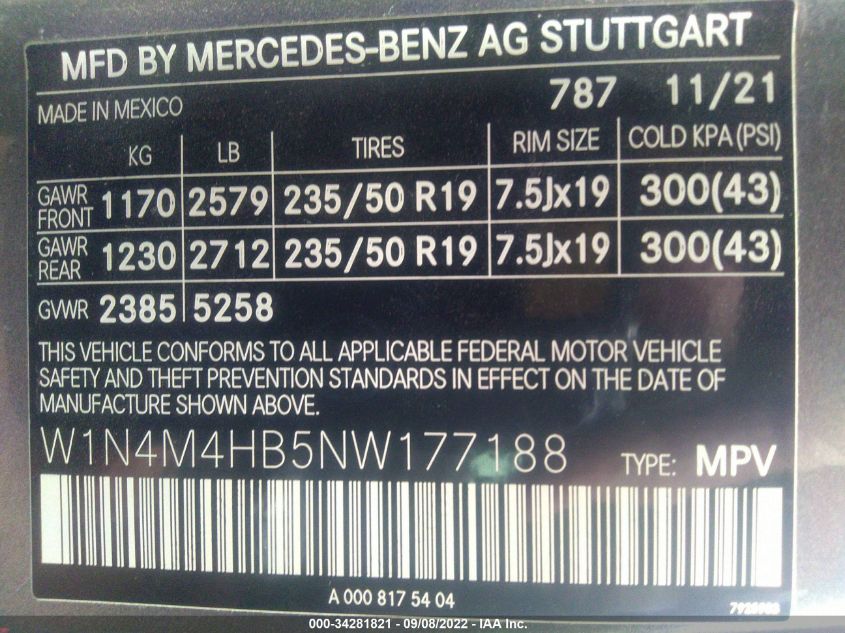 MFD BY MERCEDES-BENZ AG STUTTGART
MADE IN MEXICO 787 11/21
KG LB TIRES RIM SIZE COLD KPA (PSI)
GAWR FRONT 1170 2579 235/50 R19 7.5Jx19 300(43)
GAWR REAR 1230 2712 235/50 R19 7.5Jx19 300(43)
GVWR 2385 5258
THIS VEHICLE CONFORMS TO ALL APPLICABLE FEDERAL MOTOR VEHICLE
SAFETY AND THEFT PREVENTION STANDARDS IN EFFECT ON THE DATE OF
MANUFACTURE SHOWN ABOVE.
W1N4M4HB5NW177188 TYPE: MPV
A 000 817 54 04
000-34281821 - 09/08/2022 - IAA Inc.